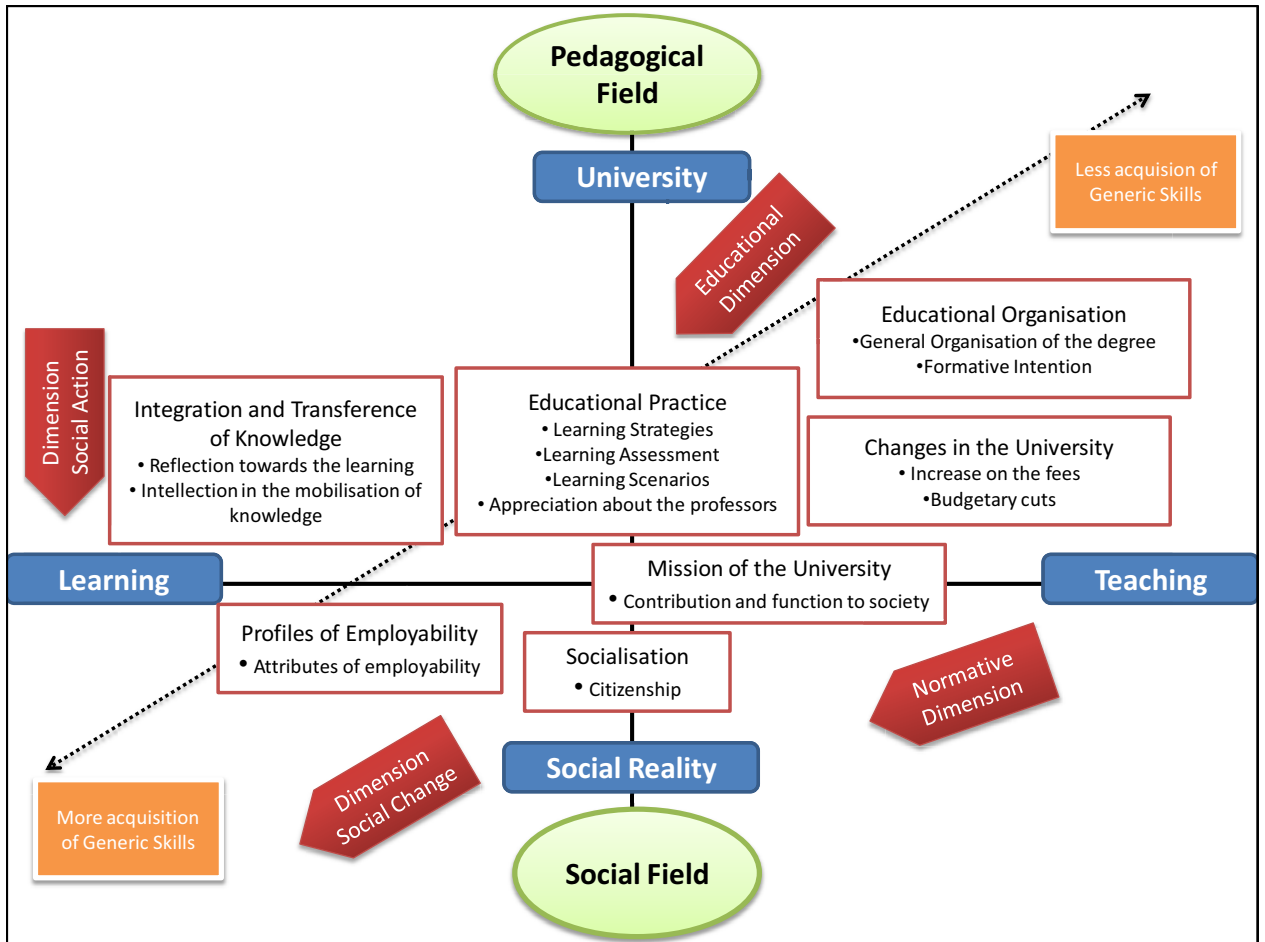 Pedagogical
Field
University
Less acquision of
Generic Skills
Educational
Dimension
Educational Organisation
•General Organisation of the degree
•Formative Intention
Dimension
Social Action
Integration and Transference
of Knowledge
• Reflection towards the learning
• Intellection in the mobilisation of
knowledge
Educational Practice
• Learning Strategies
•Learning Assessment
•Learning Scenarios
• Appreciation about the professors
Changes in the University
• Increase on the fees
•Budgetary cuts
Learning
Mission of the University
• Contribution and function to society
Teaching
Profiles of Employability
• Attributes of employability
Socialisation
• Citizenship
Normative
Dimension
Social Reality
Dimension
Social Change
More acquisition
of Generic Skills
Social Field